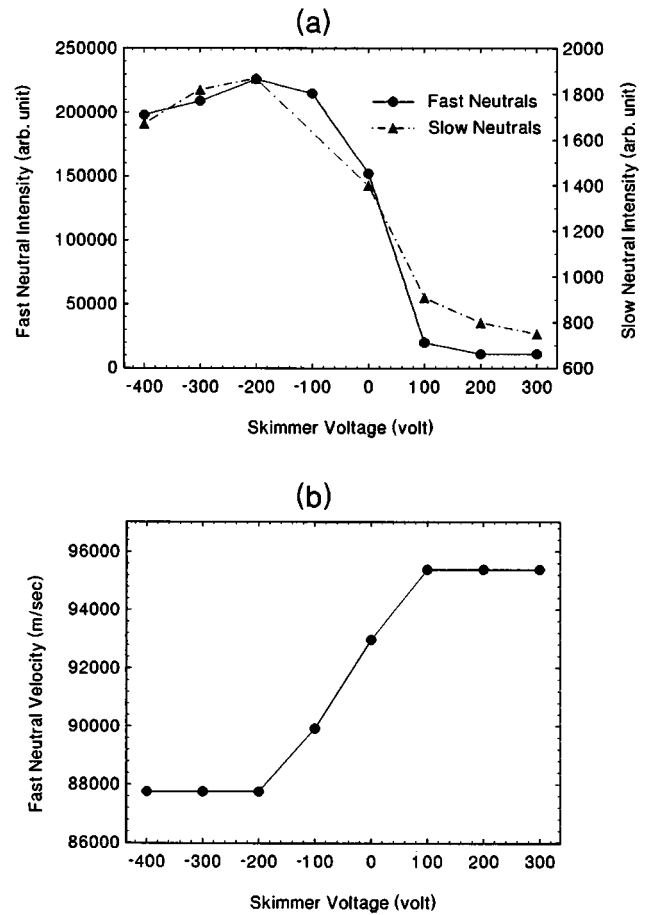 (a)
Fast Neutral Intensity (arb. unit)
250000
200000
150000
100000
50000
0
2000
1800
1600
1400
1200
1000
800
600
Slow Neutral Intensity (arb. unit)
Fast Neutrals
Slow Neutrals
-400 -300 -200 -100 0 100 200 300
Skimmer Voltage (volt)
(b)
Fast Neutral Velocity (m/sec)
96000
94000
92000
90000
88000
86000
-400 -300 -200 -100 0 100 200 300
Skimmer Voltage (volt)